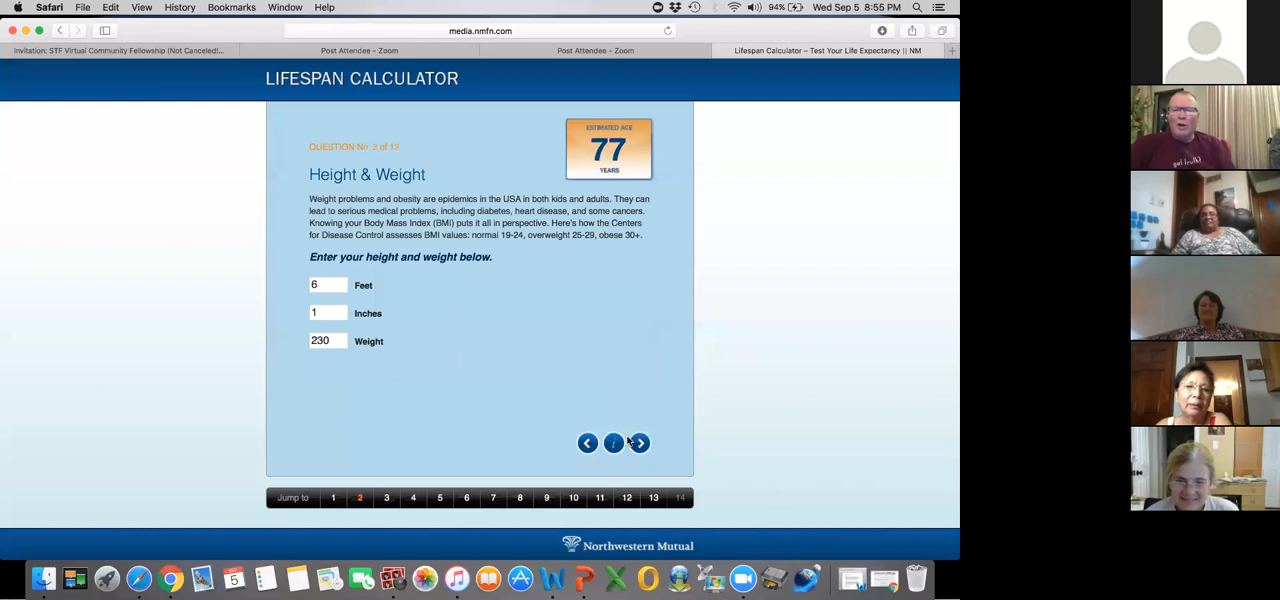 Safari File Edit View History Bookmarks Window Help 94% Wed Sep 5 8:55 PM
media.nmfn.com
Invitation: STF Virtual Community Fellowship (Not Canceled!... Post Attendee - Zoom Post Attendee - Zoom Lifespan Calculator – Test Your Life Expectancy || NM
LIFESPAN CALCULATOR
ESTIMATED AGE
77
YEARS
QUESTION No. 2 of 13
Height & Weight
Weight problems and obesity are epidemics in the USA in both kids and adults. They can
lead to serious medical problems, including diabetes, heart disease, and some cancers.
Knowing your Body Mass Index (BMI) puts it all in perspective. Here's how the Centers
for Disease Control assesses BMI values: normal 19-24, overweight 25-29, obese 30+.
Enter your height and weight below.
6 Feet
1 Inches
230 Weight
i
Jump to 1 2 3 4 5 6 7 8 9 10 11 12 13 14
Northwestern Mutual
5
got fruit?